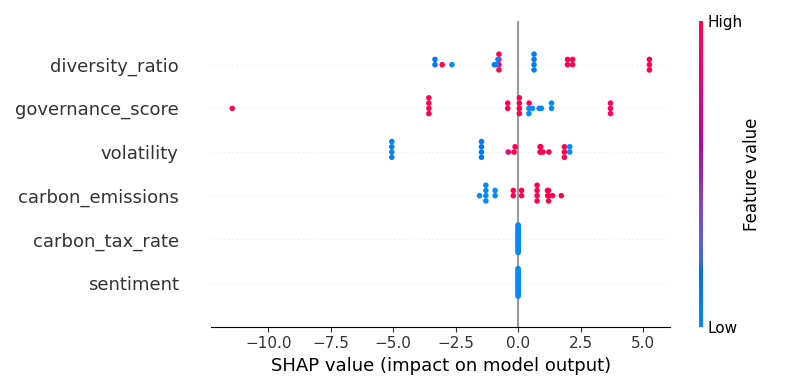 High
diversity_ratio
governance_score
volatility
carbon_emissions
carbon_tax_rate
sentiment
Feature value
Low
−10.0 −7.5 −5.0 −2.5 0.0 2.5 5.0
SHAP value (impact on model output)